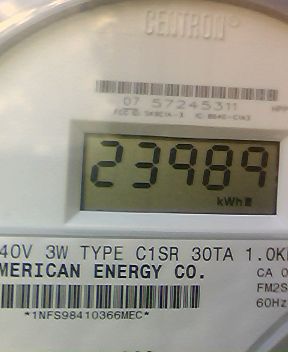 CENTRON®
07 57245311
23989
kWh
40V 3W TYPE C1SR 30TA 1.0K
MERICAN ENERGY CO.
CA 0
FM2S
60Hz
*1NFS98410366MEC*